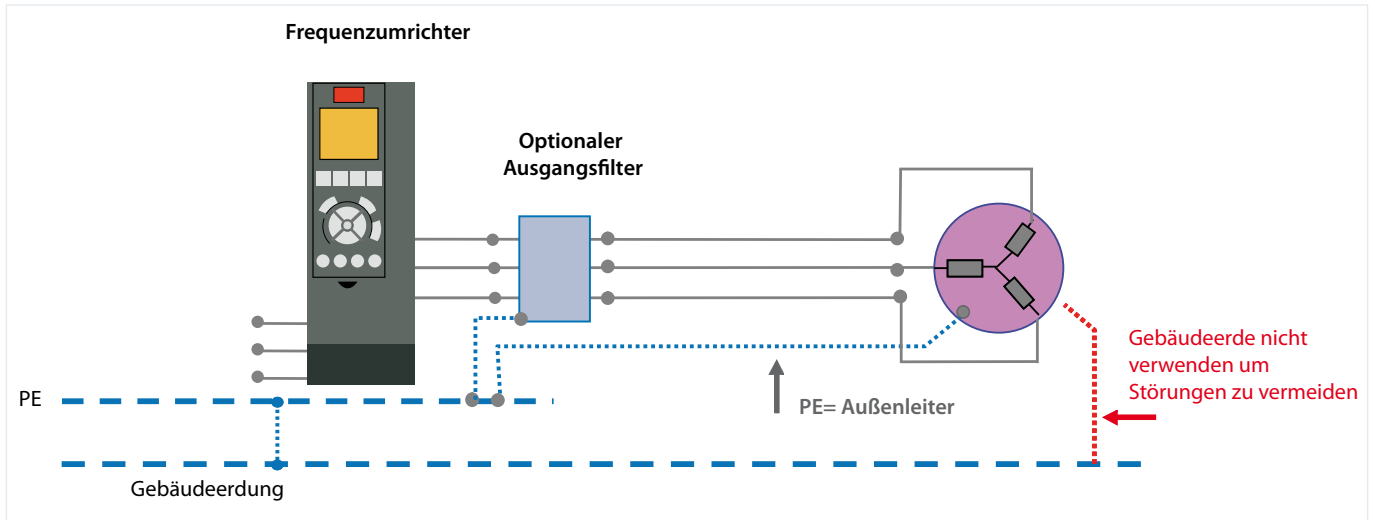 Frequenzumrichter
Optionaler
Ausgangsfilter
Gebäudeerde nicht
verwenden um
Störungen zu vermeiden
PE
PE= Außenleiter
Gebäudeerdung